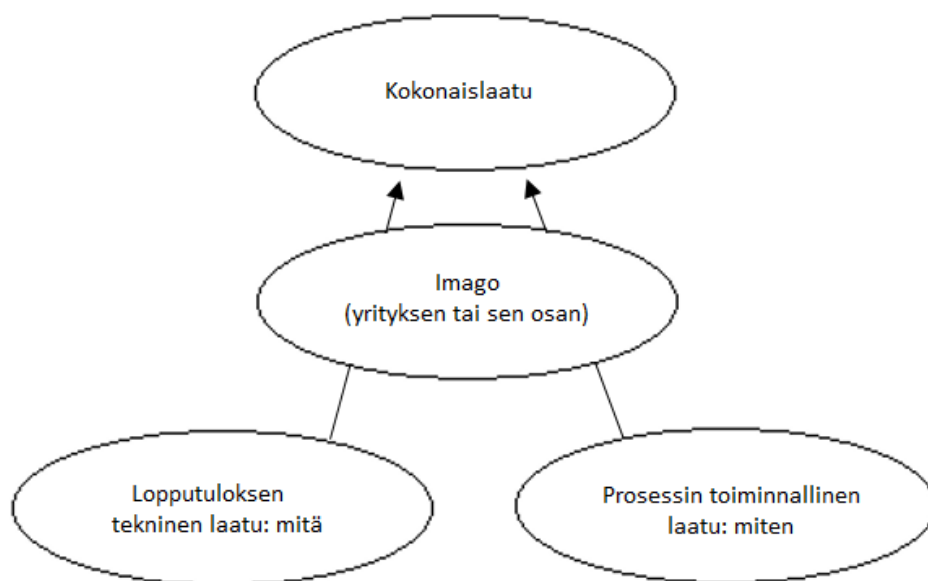 Kokonaislaatu
Imago
(yrityksen tai sen osan)
Lopputuloksen
tekninen laatu: mitä
Prosessin toiminnallinen
laatu: miten